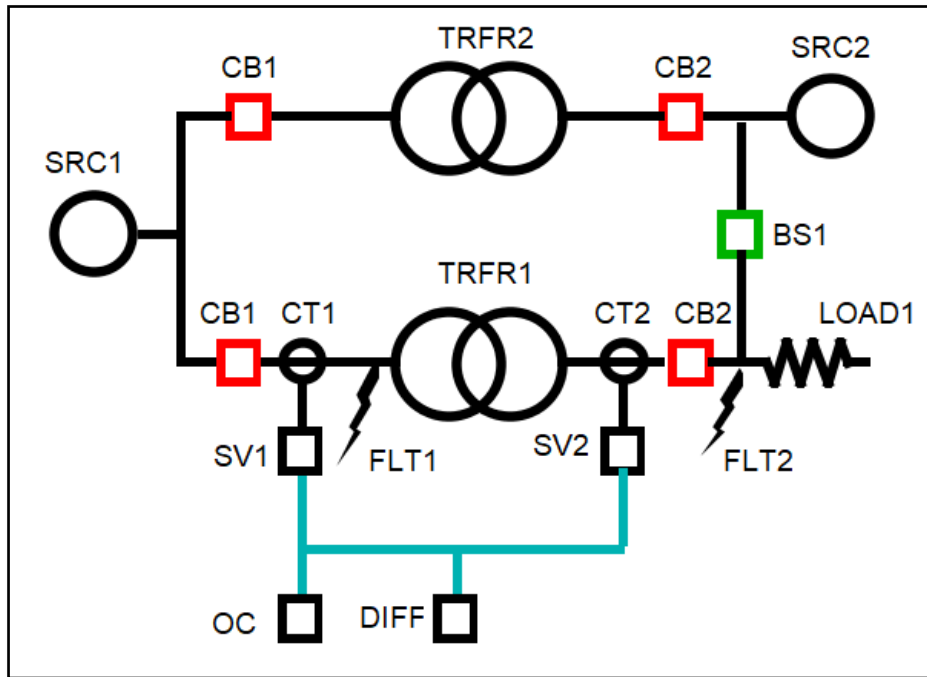 TRFR2
SRC2
CB1
CB2
SRC1
BS1
TRFR1
CB1
CT1
CT2
CB2
LOAD1
SV1
FLT1
SV2
FLT2
OC
DIFF